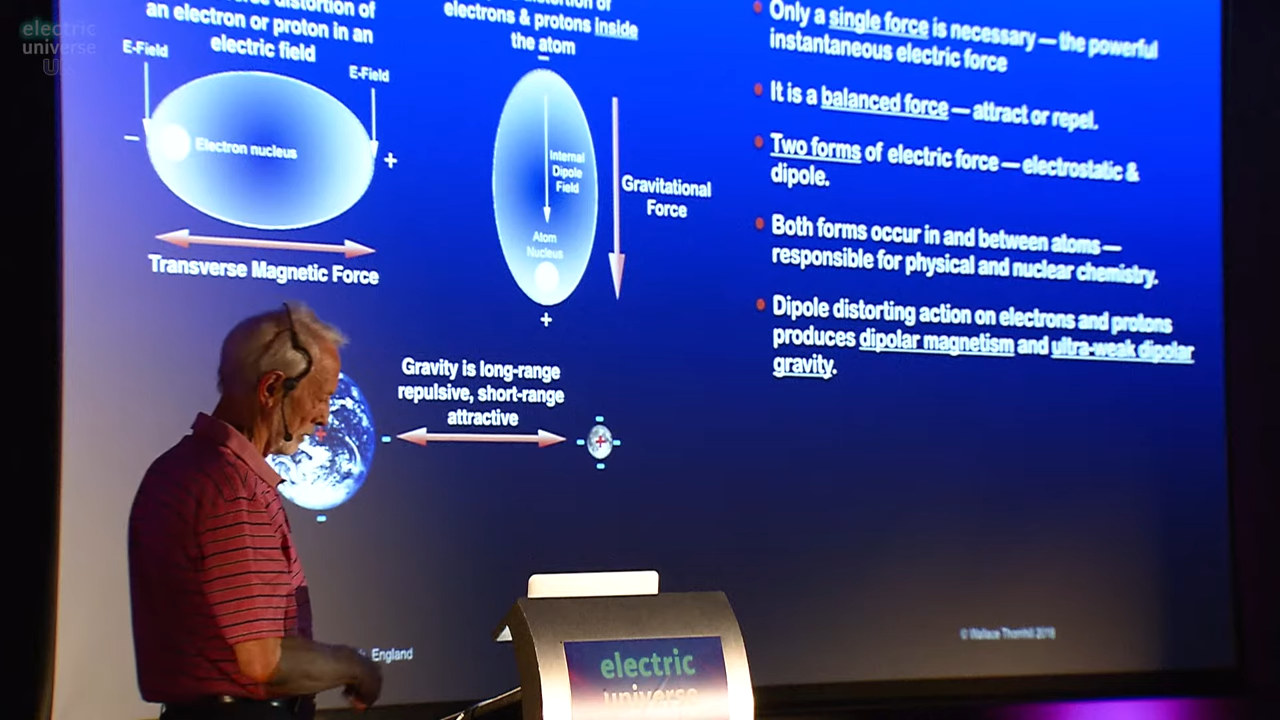 electric
universe
UK
distortion of
an electron or proton in an
electric field
E-Field
E-Field
−
+
Electron nucleus
Transverse Magnetic Force
distortion of
electrons & protons inside
the atom
−
Internal
Dipole
Field
Atom
Nucleus
+
Gravitational
Force
Gravity is long-range
repulsive, short-range
attractive
+
• Only a single force is necessary — the powerful
instantaneous electric force
• It is a balanced force — attract or repel.
• Two forms of electric force — electrostatic &
dipole.
• Both forms occur in and between atoms —
responsible for physical and nuclear chemistry.
• Dipole distorting action on electrons and protons
produces dipolar magnetism and ultra-weak dipolar
gravity.
England
© Wallace Thornhill 2018
electric
universe